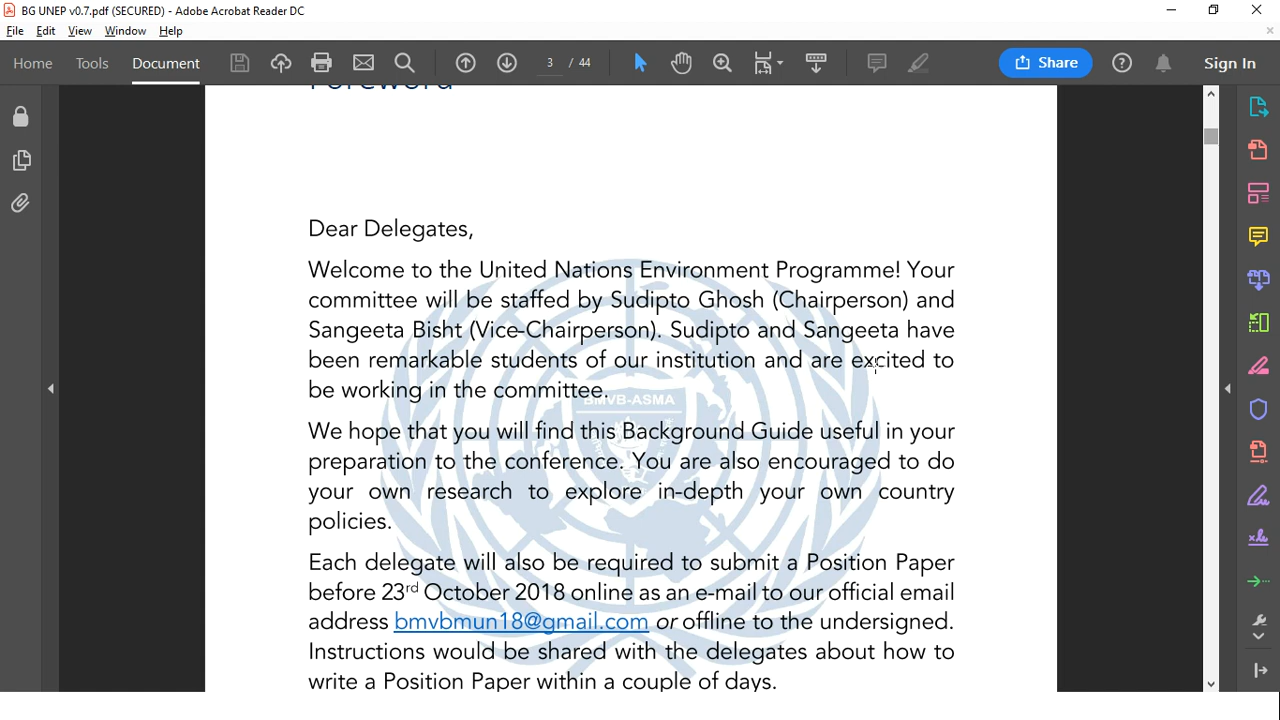 BG UNEP v0.7.pdf (SECURED) - Adobe Acrobat Reader DC
File Edit View Window Help
Home Tools Document 3 / 44 Share Sign In
Foreword
Dear Delegates,
Welcome to the United Nations Environment Programme! Your
committee will be staffed by Sudipto Ghosh (Chairperson) and
Sangeeta Bisht (Vice-Chairperson). Sudipto and Sangeeta have
been remarkable students of our institution and are excited to
be working in the committee.
BMVB-ASMA
We hope that you will find this Background Guide useful in your
preparation to the conference. You are also encouraged to do
your own research to explore in-depth your own country
policies.
Each delegate will also be required to submit a Position Paper
before 23rd October 2018 online as an e-mail to our official email
address bmvbmun18@gmail.com or offline to the undersigned.
Instructions would be shared with the delegates about how to
write a Position Paper within a couple of days.